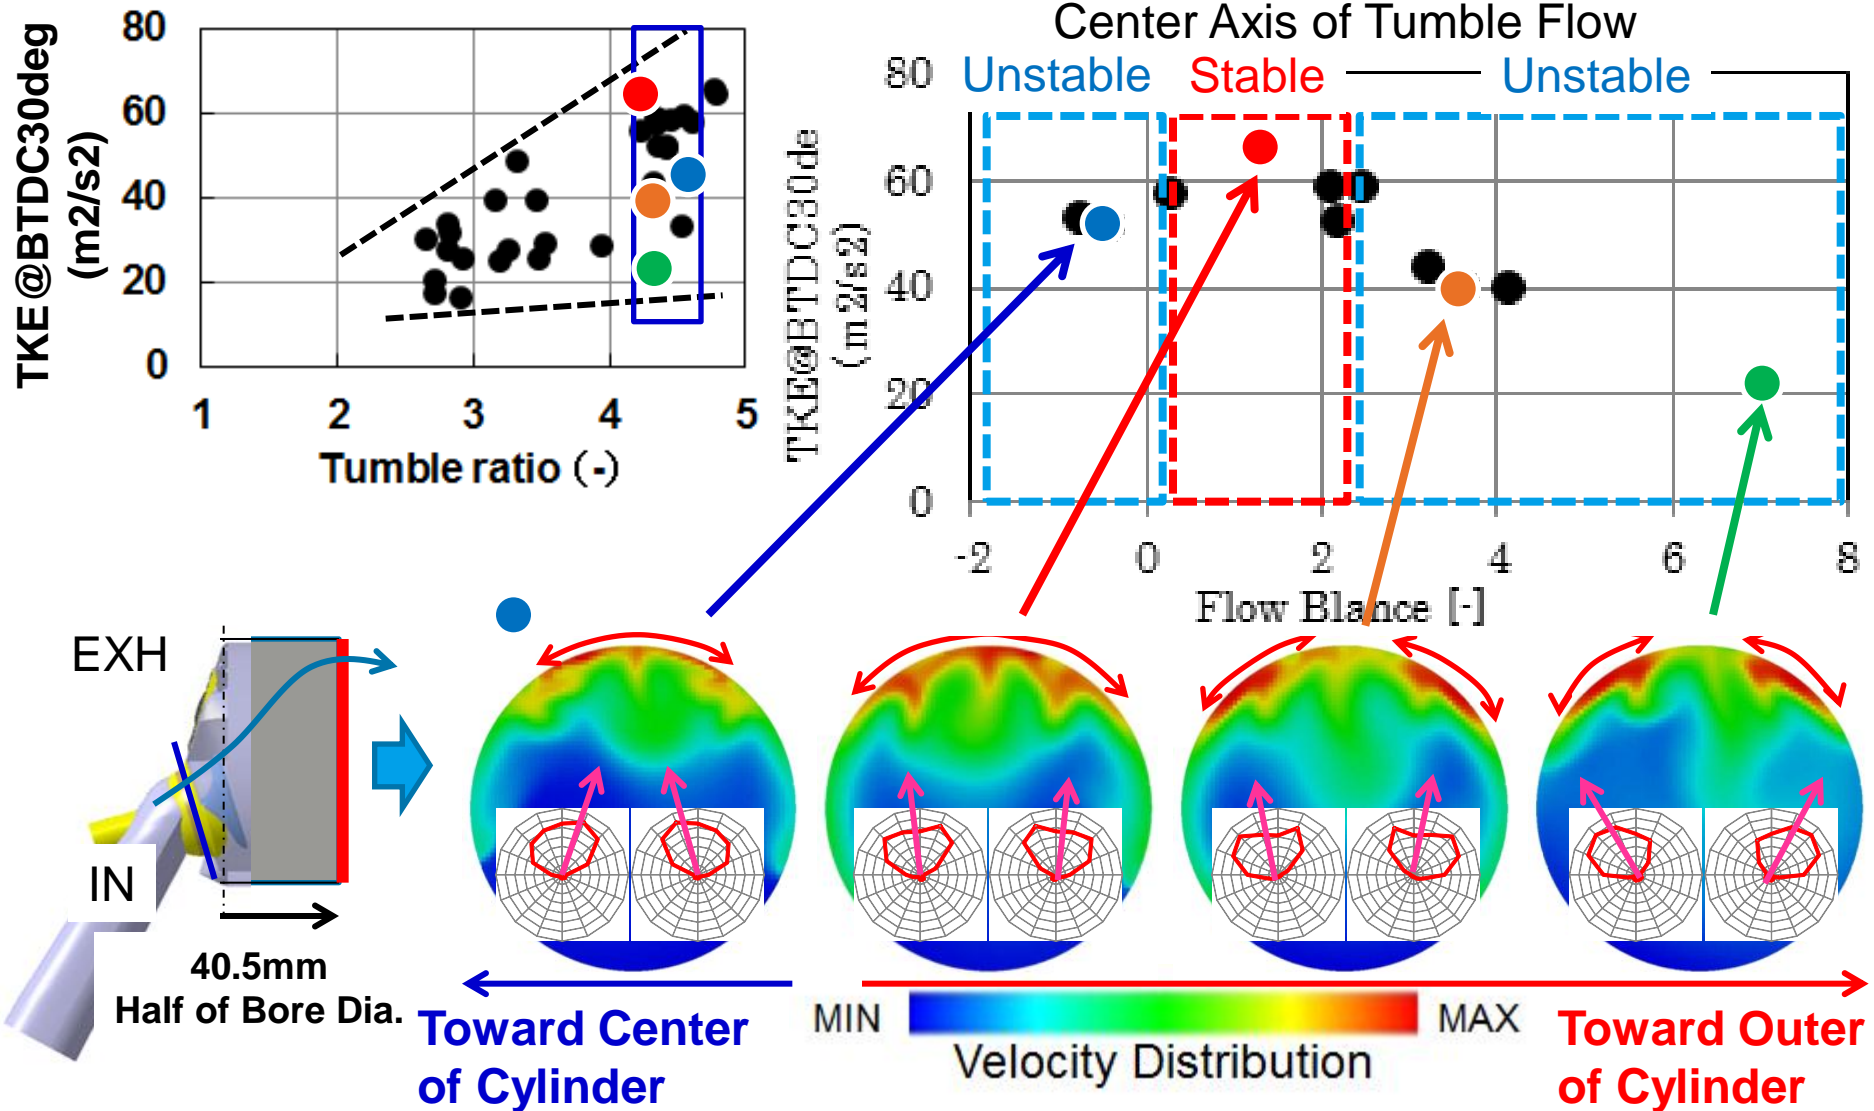 TKE@BTDC30deg
(m2/s2)
80
60
40
20
0
1 2 3 4 5
Tumble ratio (-)
Center Axis of Tumble Flow
Unstable Stable Unstable
TKE@BTDC30de
(m2/s2)
80
60
40
20
0
-2 0 2 4 6 8
Flow Blance [-]
EXH
IN
40.5mm
Half of Bore Dia.
Toward Center
of Cylinder
MIN MAX
Velocity Distribution
Toward Outer
of Cylinder